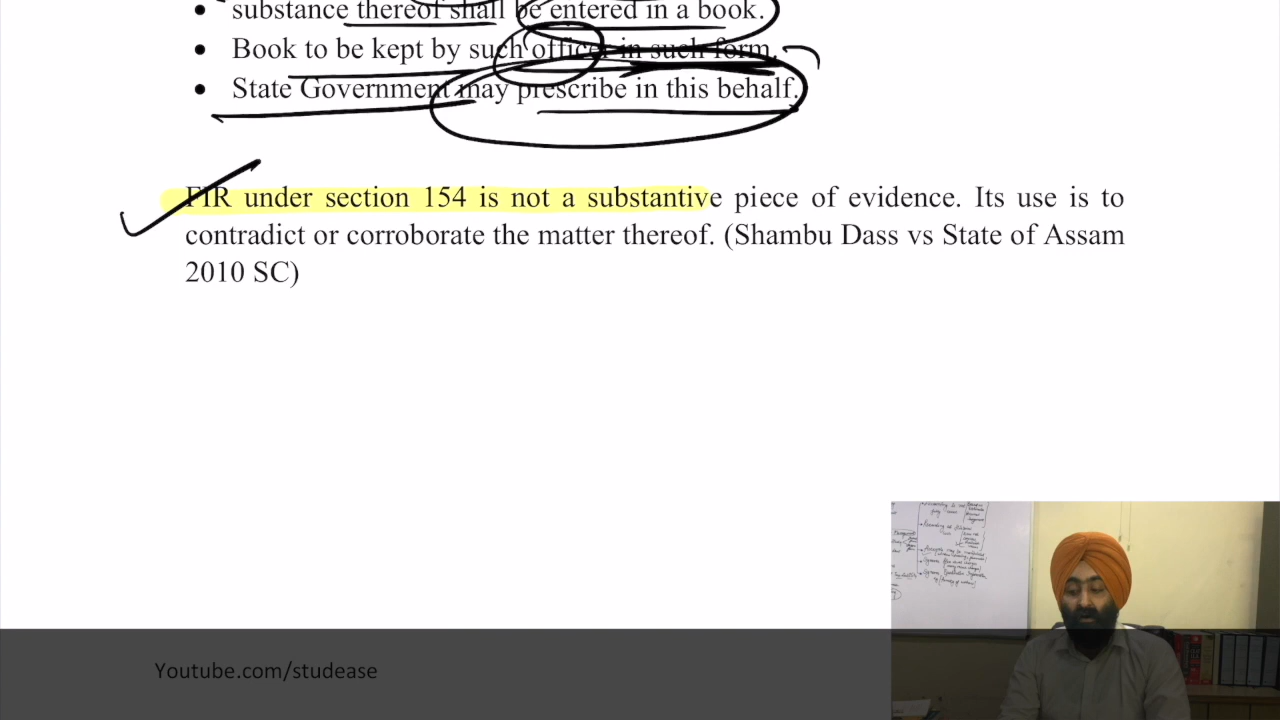 substance thereof shall be entered in a book.
Book to be kept by such officer in such form.
State Government may prescribe in this behalf.
FIR under section 154 is not a substantive piece of evidence. Its use is to
contradict or corroborate the matter thereof. (Shambu Dass vs State of Assam
2010 SC)
Youtube.com/studease